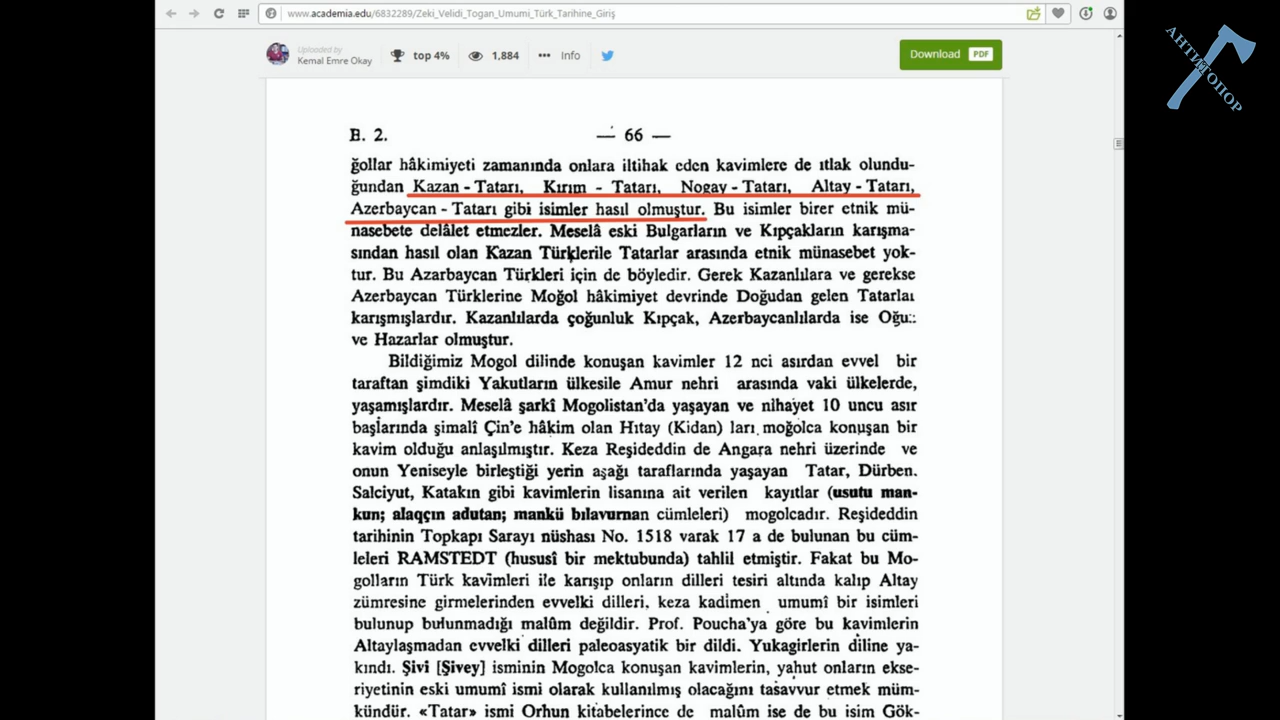 www.academia.edu/6832289/Zeki_Velidi_Togan_Umumi_Türk_Tarihine_Giriş
АНТИТОПОР
Uploaded by
Kemal Emre Okay
top 4%
1,884
Info
Download PDF
B. 2.
— 66 —
ğollar hâkimiyeti zamanında onlara iltihak eden kavimlere de ıtlak olundu-
ğundan Kazan - Tatarı, Kırım - Tatarı, Nogay - Tatarı, Altay - Tatarı,
Azerbaycan - Tatarı gibi isimler hasıl olmuştur. Bu isimler birer etnik mü-
nasebete delâlet etmezler. Meselâ eski Bulgarların ve Kıpçakların karışma-
sından hasıl olan Kazan Türklerile Tatarlar arasında etnik münasebet yok-
tur. Bu Azarbaycan Türkleri için de böyledir. Gerek Kazanlılara ve gerekse
Azerbaycan Türklerine Moğol hâkimiyet devrinde Doğudan gelen Tatarlar
karışmışlardır. Kazanlılarda çoğunluk Kıpçak, Azerbaycanlılarda ise Oğuz
ve Hazarlar olmuştur.
Bildiğimiz Mogol dilinde konuşan kavimler 12 nci asırdan evvel bir
taraftan şimdiki Yakutların ülkesile Amur nehri arasında vaki ülkelerde,
yaşamışlardır. Meselâ şarkî Mogolistan'da yaşayan ve nihayet 10 uncu asır
başlarında şimalî Çin'e hâkim olan Hıtay (Kidan) ları moğolca konuşan bir
kavim olduğu anlaşılmıştır. Keza Reşideddin de Angara nehri üzerinde ve
onun Yeniseyle birleştiği yerin aşağı taraflarında yaşayan Tatar, Dürben.
Salciyut, Katakın gibi kavimlerin lisanına ait verilen kayıtlar (usutu man-
kun; alaqçın adutan; mankü bılavurnan cümleleri) mogolcadır. Reşideddin
tarihinin Topkapı Sarayı nüshası No. 1518 varak 17 a de bulunan bu cüm-
leleri RAMSTEDT (hususî bir mektubunda) tahlil etmiştir. Fakat bu Mo-
golların Türk kavimleri ile karışıp onların dilleri tesiri altında kalıp Altay
zümresine girmelerinden evvelki dilleri, keza kadimen umumî bir isimleri
bulunup bulunmadığı malûm değildir. Prof. Poucha'ya göre bu kavimlerin
Altaylaşmadan evvelki dilleri paleoasyatik bir dildi. Yukagirlerin diline ya-
kındı. Şivi [Şivey] isminin Mogolca konuşan kavimlerin, yahut onların ekse-
riyetinin eski umumî ismi olarak kullanılmış olacağını tasavvur etmek müm-
kündür. «Tatar» ismi Orhun kitabelerince de malûm ise de bu isim Gök-